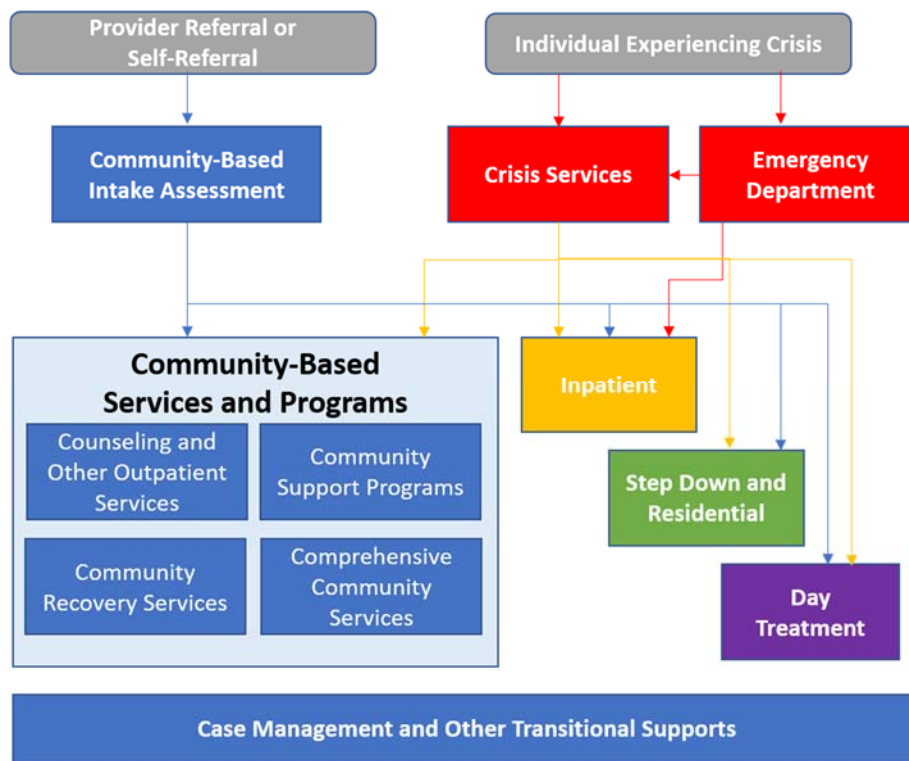 Provider Referral or
Self-Referral
Individual Experiencing Crisis
Community-Based
Intake Assessment
Crisis Services
Emergency
Department
Community-Based
Services and Programs
Counseling and
Other Outpatient
Services
Community
Support Programs
Community
Recovery Services
Comprehensive
Community
Services
Inpatient
Step Down and
Residential
Day
Treatment
Case Management and Other Transitional Supports